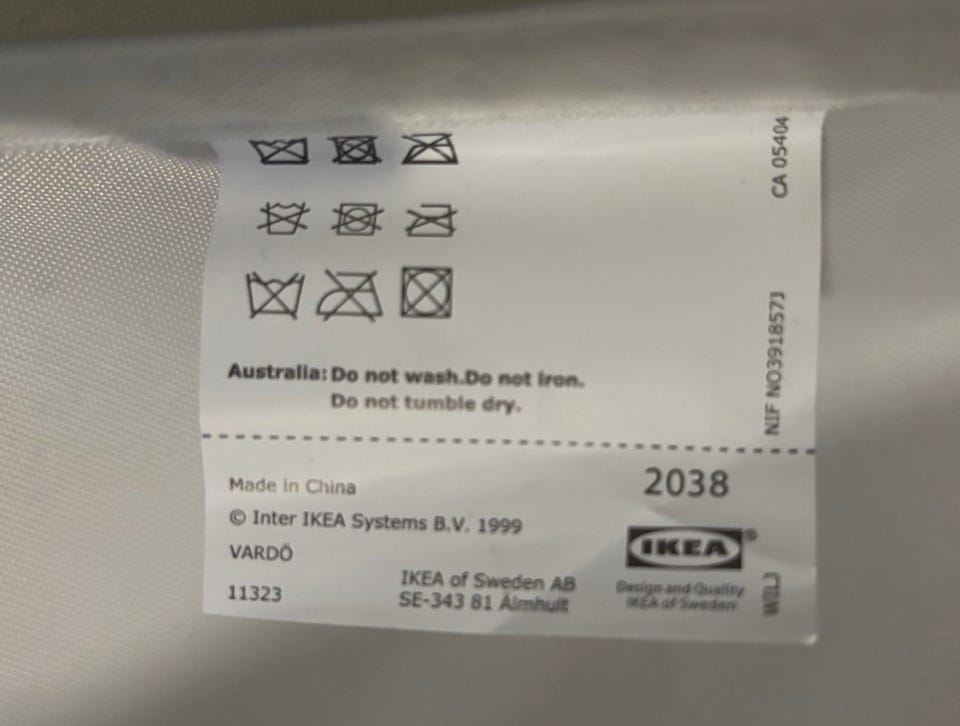 Australia: Do not wash.Do not iron.
Do not tumble dry.
CA 05404
NIF NO3918571
2038
Made in China
© Inter IKEA Systems B.V. 1999
VARDÖ
11323
IKEA of Sweden AB
SE-343 81 Älmhult
IKEA®
Design and Quality
IKEA of Sweden